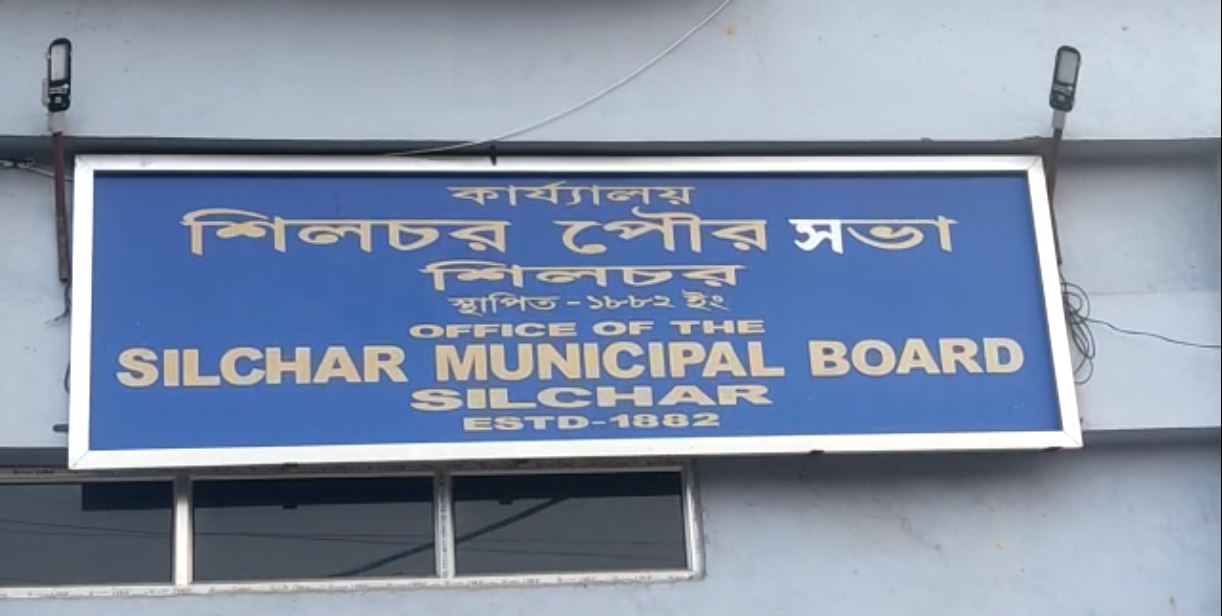 কার্য্যালয়
শিলচর পৌর সভা
শিলচর
স্থাপিত - ১৮৮২ ইং
OFFICE OF THE
SILCHAR MUNICIPAL BOARD
SILCHAR
ESTD-1882